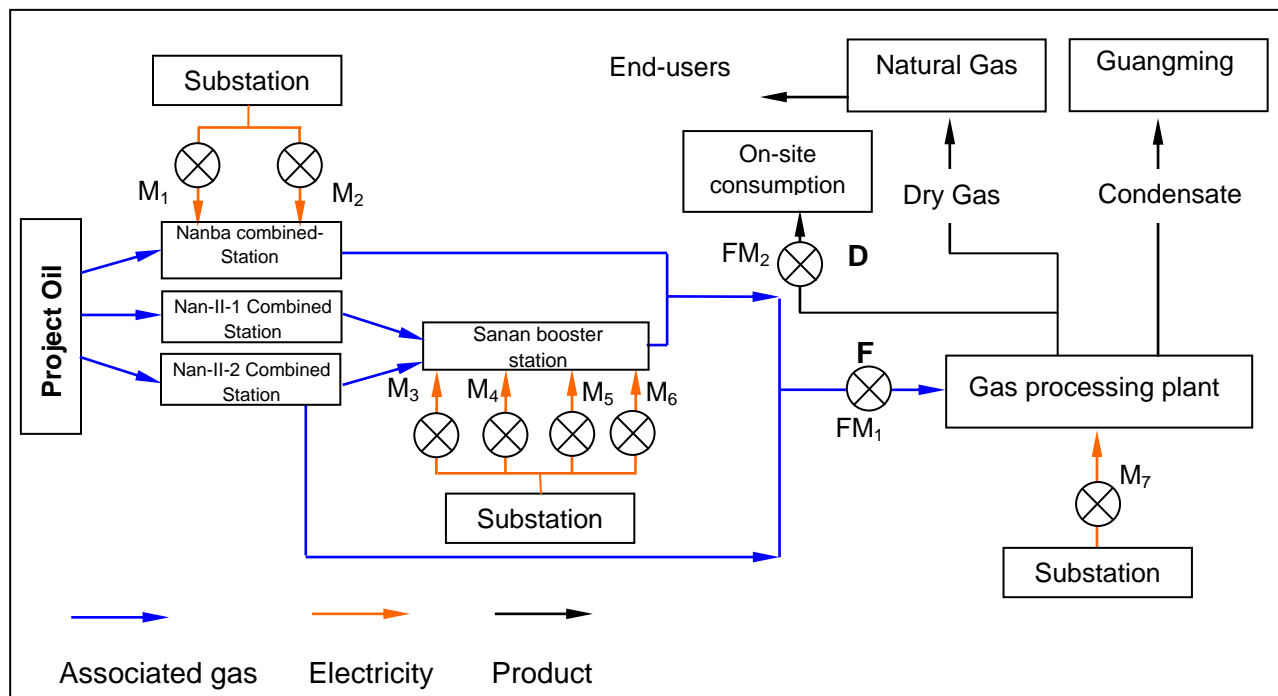 Substation
End-users
Natural Gas
Guangming
M1
M2
On-site
consumption
Dry Gas
Condensate
Project Oil
Nanba combined-
Station
FM2
D
Nan-II-1 Combined
Station
Sanan booster
station
Nan-II-2 Combined
Station
M3
M4
M5
M6
F
FM1
Gas processing plant
M7
Substation
Substation
Associated gas
Electricity
Product